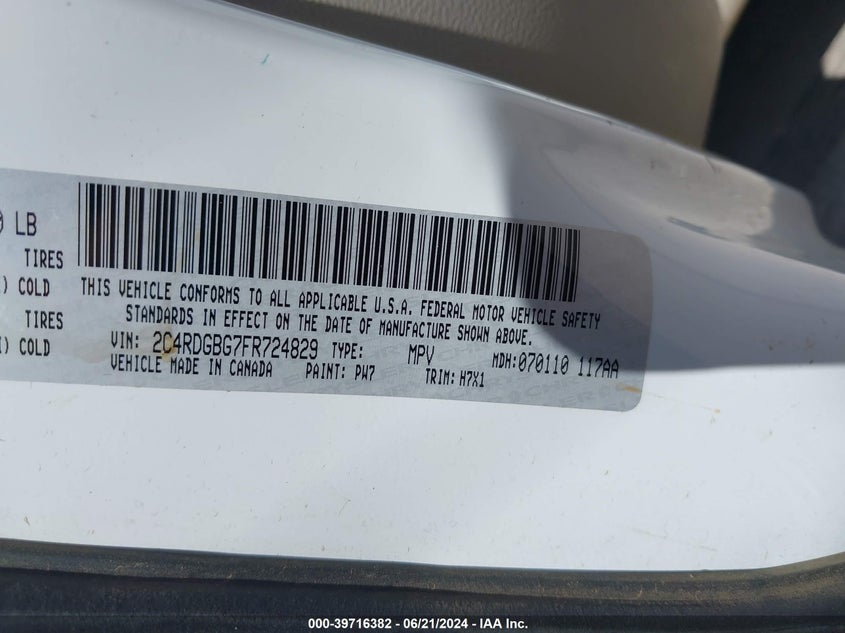 0 LB
TIRES
) COLD
TIRES
I) COLD
THIS VEHICLE CONFORMS TO ALL APPLICABLE U.S.A. FEDERAL MOTOR VEHICLE SAFETY
STANDARDS IN EFFECT ON THE DATE OF MANUFACTURE SHOWN ABOVE.
VIN: 2C4RDGBG7FR724829 TYPE: MPV MDH:070110 117AA
VEHICLE MADE IN CANADA PAINT: PW7 TRIM: H7X1
000-39716382 / 06/21/2024 - IAA Inc.